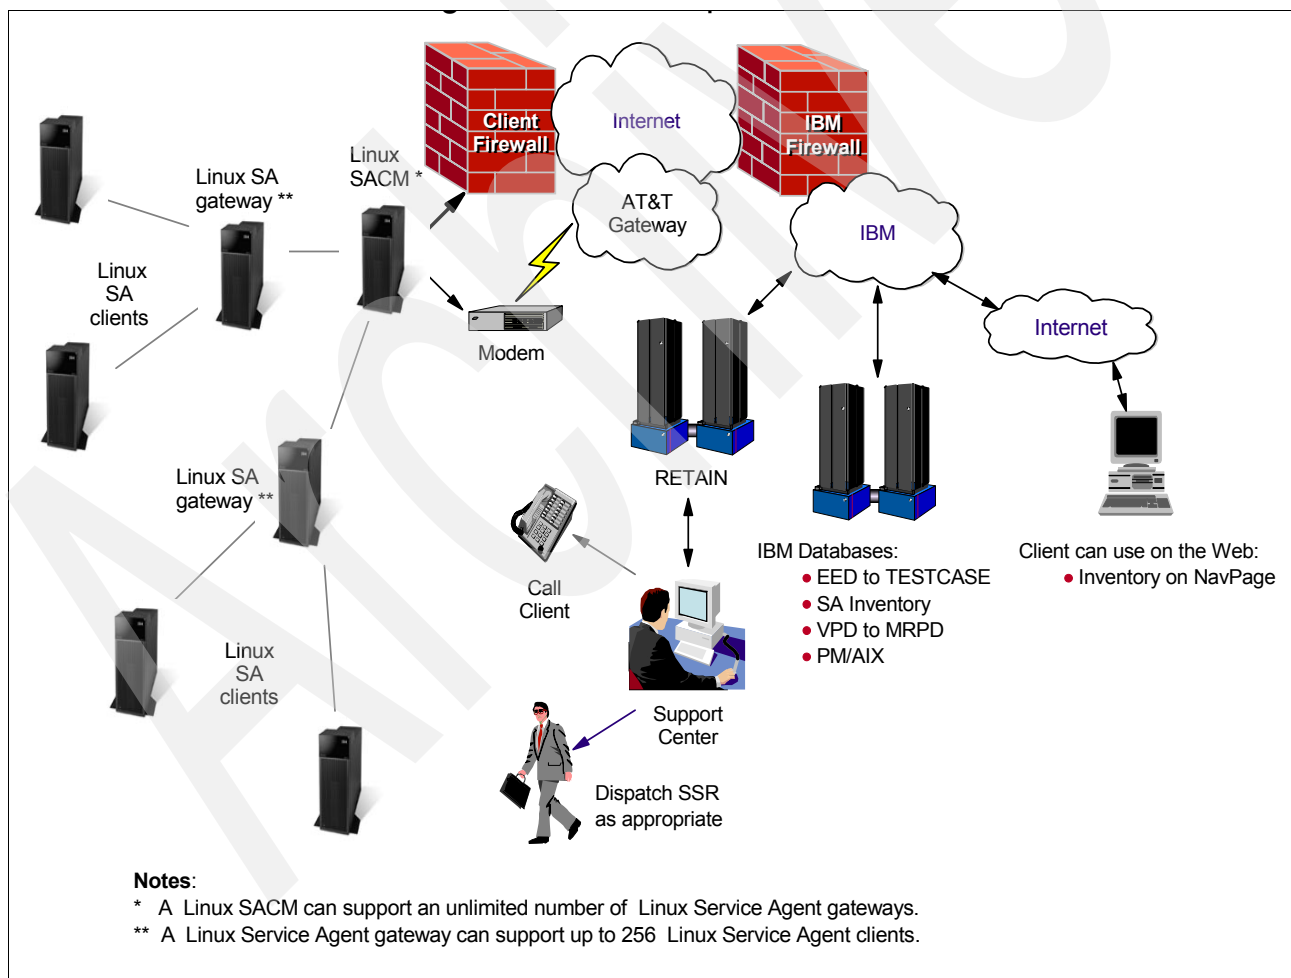 Client
Firewall
Internet
IBM
Firewall
Linux
SACM *
Linux SA
gateway **
AT&T
Gateway
IBM
Linux
SA
clients
Modem
Internet
Linux SA
gateway **
RETAIN
Call
Client
IBM Databases:
• EED to TESTCASE
• SA Inventory
• VPD to MRPD
• PM/AIX
Client can use on the Web:
• Inventory on NavPage
Linux
SA
clients
Support
Center
Dispatch SSR
as appropriate
Notes:
* A Linux SACM can support an unlimited number of Linux Service Agent gateways.
** A Linux Service Agent gateway can support up to 256 Linux Service Agent clients.